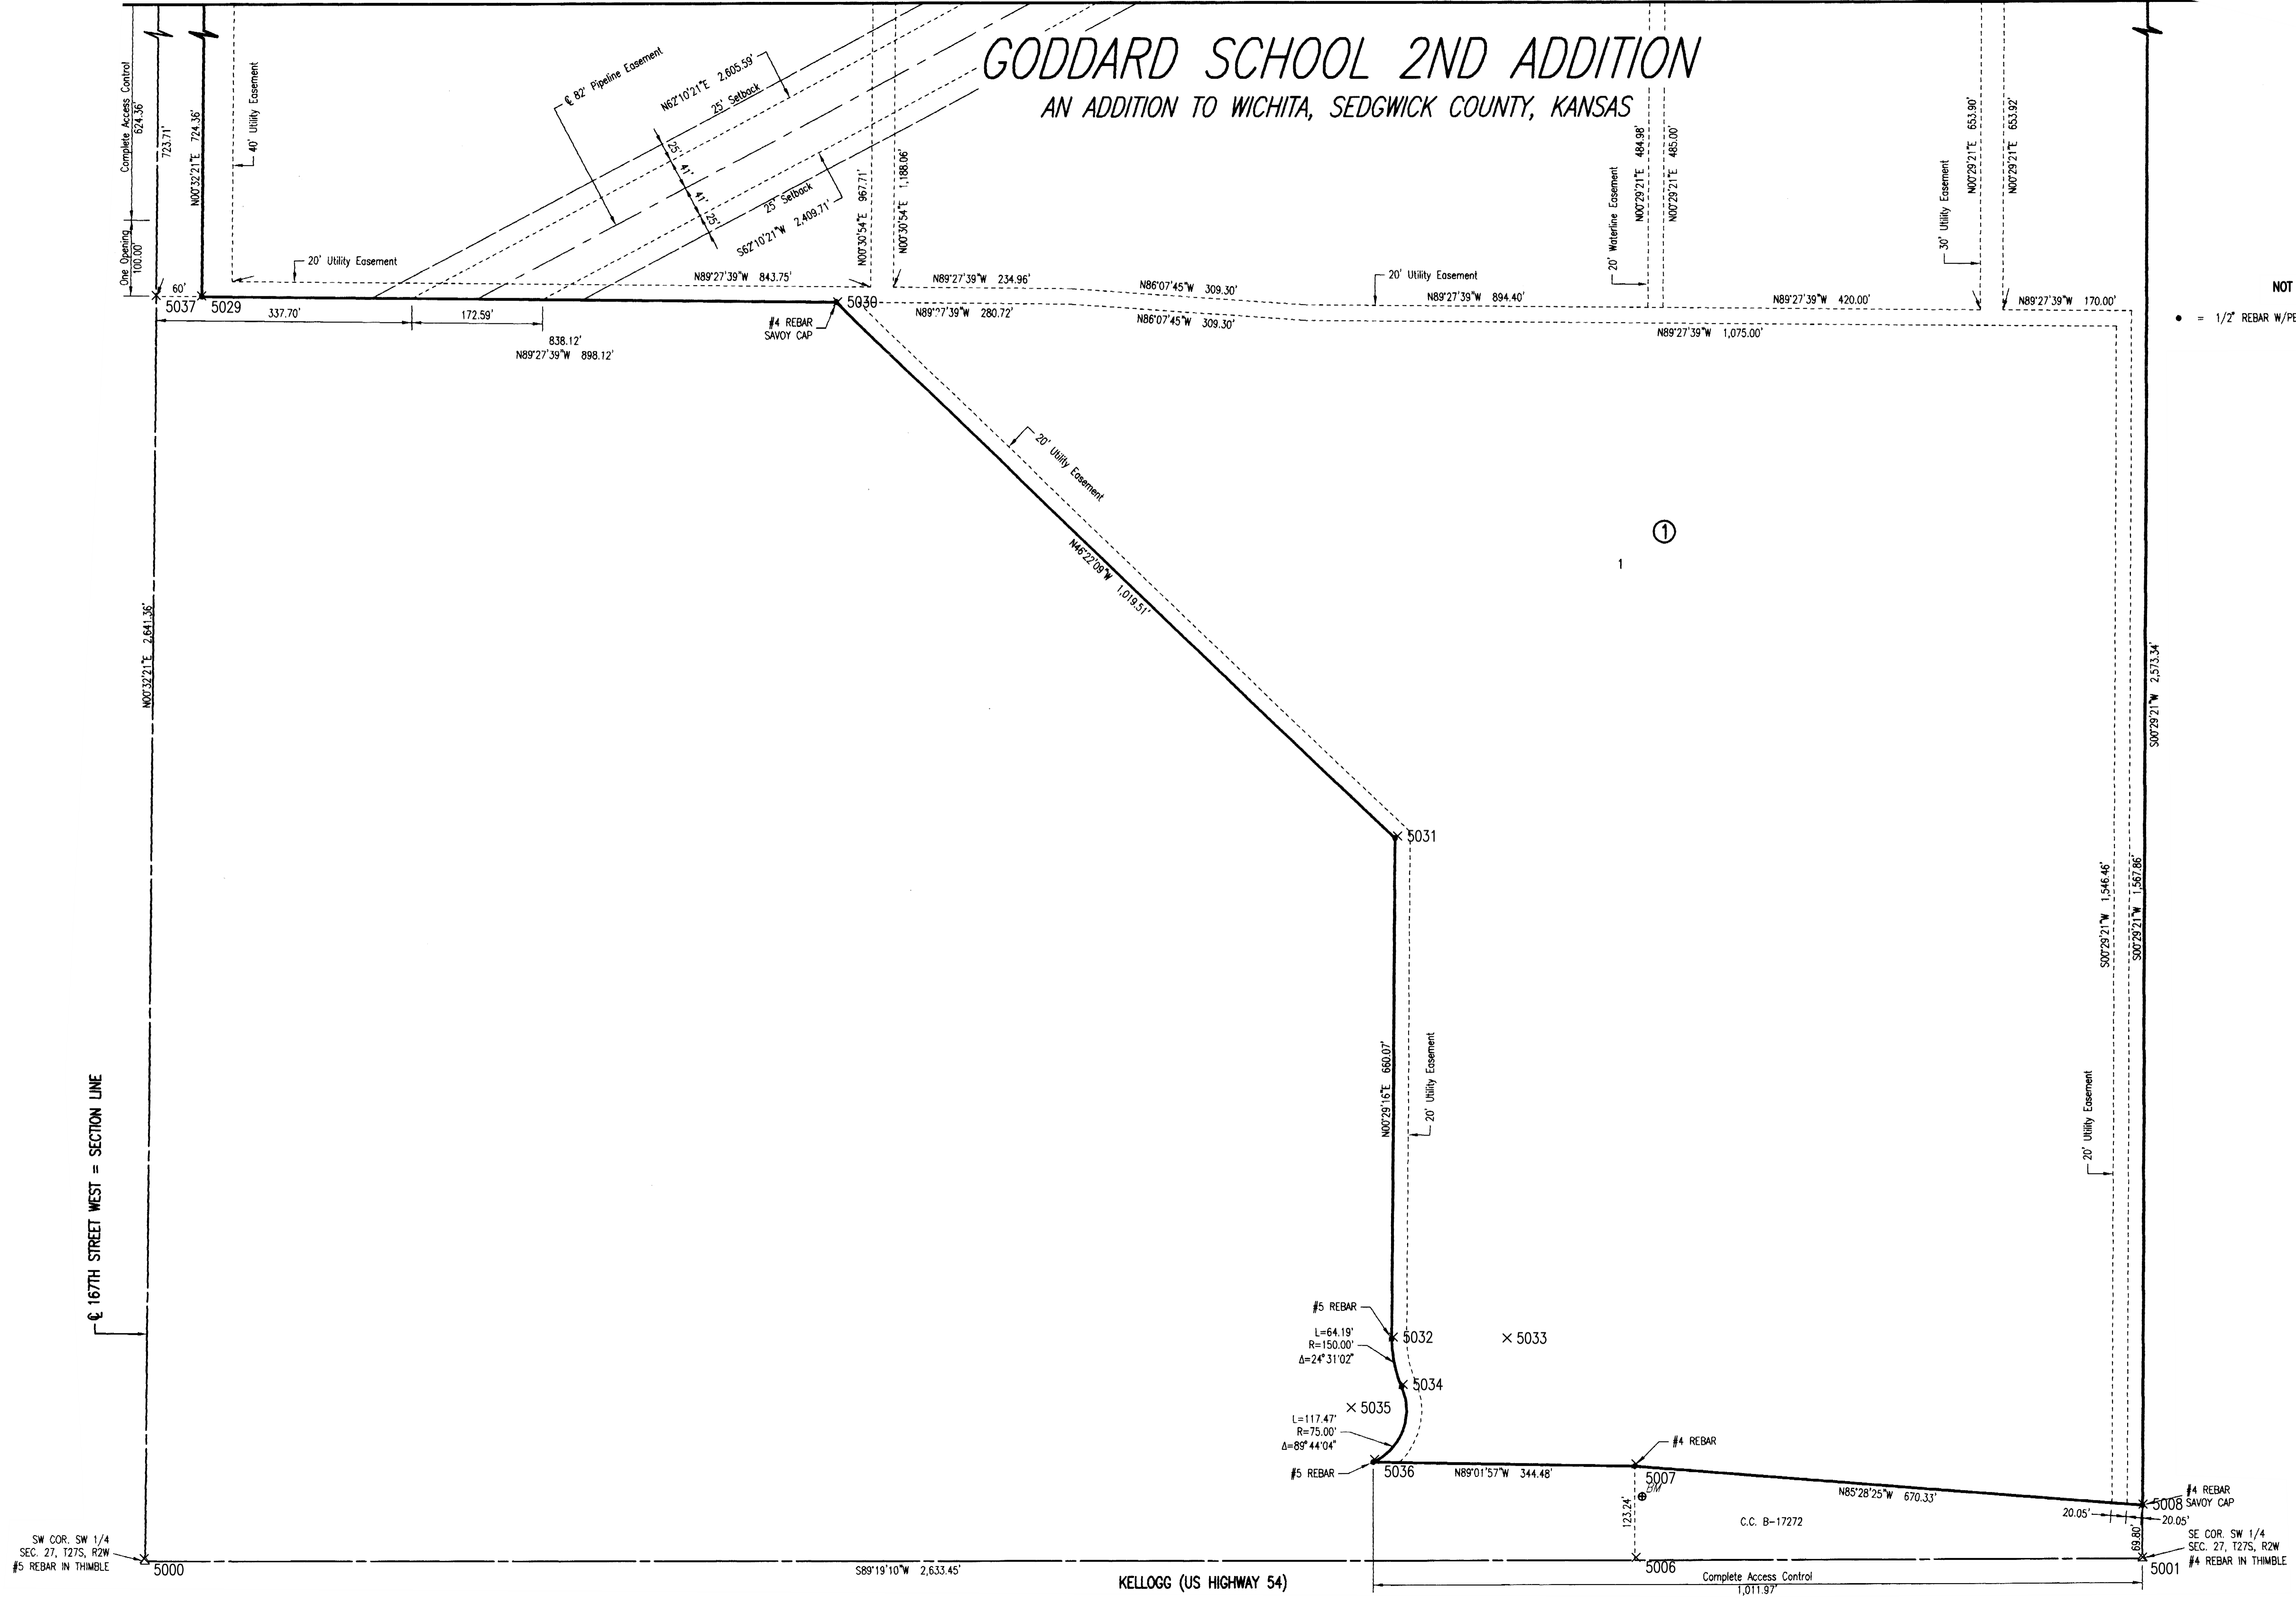 GODDARD SCHOOL 2ND ADDITION
AN ADDITION TO WICHITA, SEDGWICK COUNTY, KANSAS
Complete Access Control
624.36'
723.71'
N00°32'21"E 724.36'
40' Utility Easement
One Opening
100.00'
60'
5037
5029
20' Utility Easement
337.70'
172.59'
838.12'
N89°27'39"W 898.12'
℄ 82' Pipeline Easement
N62°10'21"E 2,605.59'
25' Setback
25'
41'
41'
25'
25' Setback
S62°10'21"W 2,409.71'
N89°27'39"W 843.75'
N00°30'54"E 967.71'
N00°30'54"E 1,188.06'
5030
#4 REBAR
SAVOY CAP
N89°27'39"W 234.96'
N89°27'39"W 280.72'
N86°07'45"W 309.30'
N86°07'45"W 309.30'
20' Utility Easement
N89°27'39"W 894.40'
20' Waterline Easement
N00°29'21"E 484.98'
N00°29'21"E 485.00'
N89°27'39"W 420.00'
N89°27'39"W 1,075.00'
30' Utility Easement
N00°29'21"E 653.90'
N00°29'21"E 653.92'
N89°27'39"W 170.00'
NOT
● = 1/2" REBAR W/PE
20' Utility Easement
N46°22'09"W 1,019.51'
1
1
N00°32'21"E 2,641.36'
S00°29'21"W 2,573.34'
5031
S00°29'21"W 1,546.46'
S00°29'21"W 1,567.86'
N00°29'16"E 660.07'
20' Utility Easement
20' Utility Easement
℄ 167TH STREET WEST = SECTION LINE
#5 REBAR
5032
5033
L=64.19'
R=150.00'
Δ=24°31'02"
5034
5035
L=117.47'
R=75.00'
Δ=89°44'04"
#5 REBAR
5036
N89°01'57"W 344.48'
#4 REBAR
5007
BM
N85°28'25"W 670.33'
123.24'
C.C. B-17272
20.05'
20.05'
5008
#4 REBAR
SAVOY CAP
69.80'
SW COR. SW 1/4
SEC. 27, T27S, R2W
#5 REBAR IN THIMBLE
5000
S89°19'10"W 2,633.45'
KELLOGG (US HIGHWAY 54)
5006
Complete Access Control
1,011.97'
5001
SE COR. SW 1/4
SEC. 27, T27S, R2W
#4 REBAR IN THIMBLE